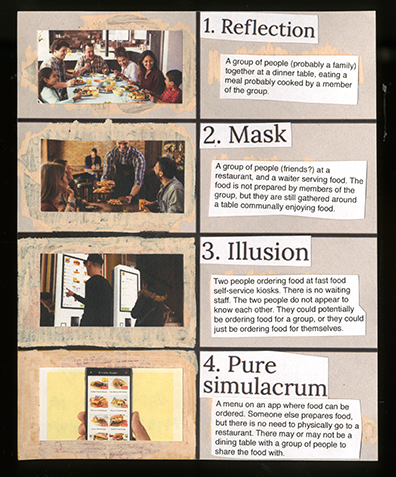 1. Reflection
A group of people (probably a family)
together at a dinner table, eating a
meal probably cooked by a member
of the group.
2. Mask
A group of people (friends?) at a
restaurant, and a waiter serving food. The
food is not prepared by members of the
group, but they are still gathered around
a table communally enjoying food.
3. Illusion
Two people ordering food at fast food
self-service kiosks. There is no waiting
staff. The two people do not appear to
know each other. They could potentially
be ordering food for a group, or they could
just be ordering food for themselves.
4. Pure
simulacrum
A menu on an app where food can be
ordered. Someone else prepares food,
but there is no need to physically go to a
restaurant. There may or may not be a
dining table with a group of people to
share the food with.